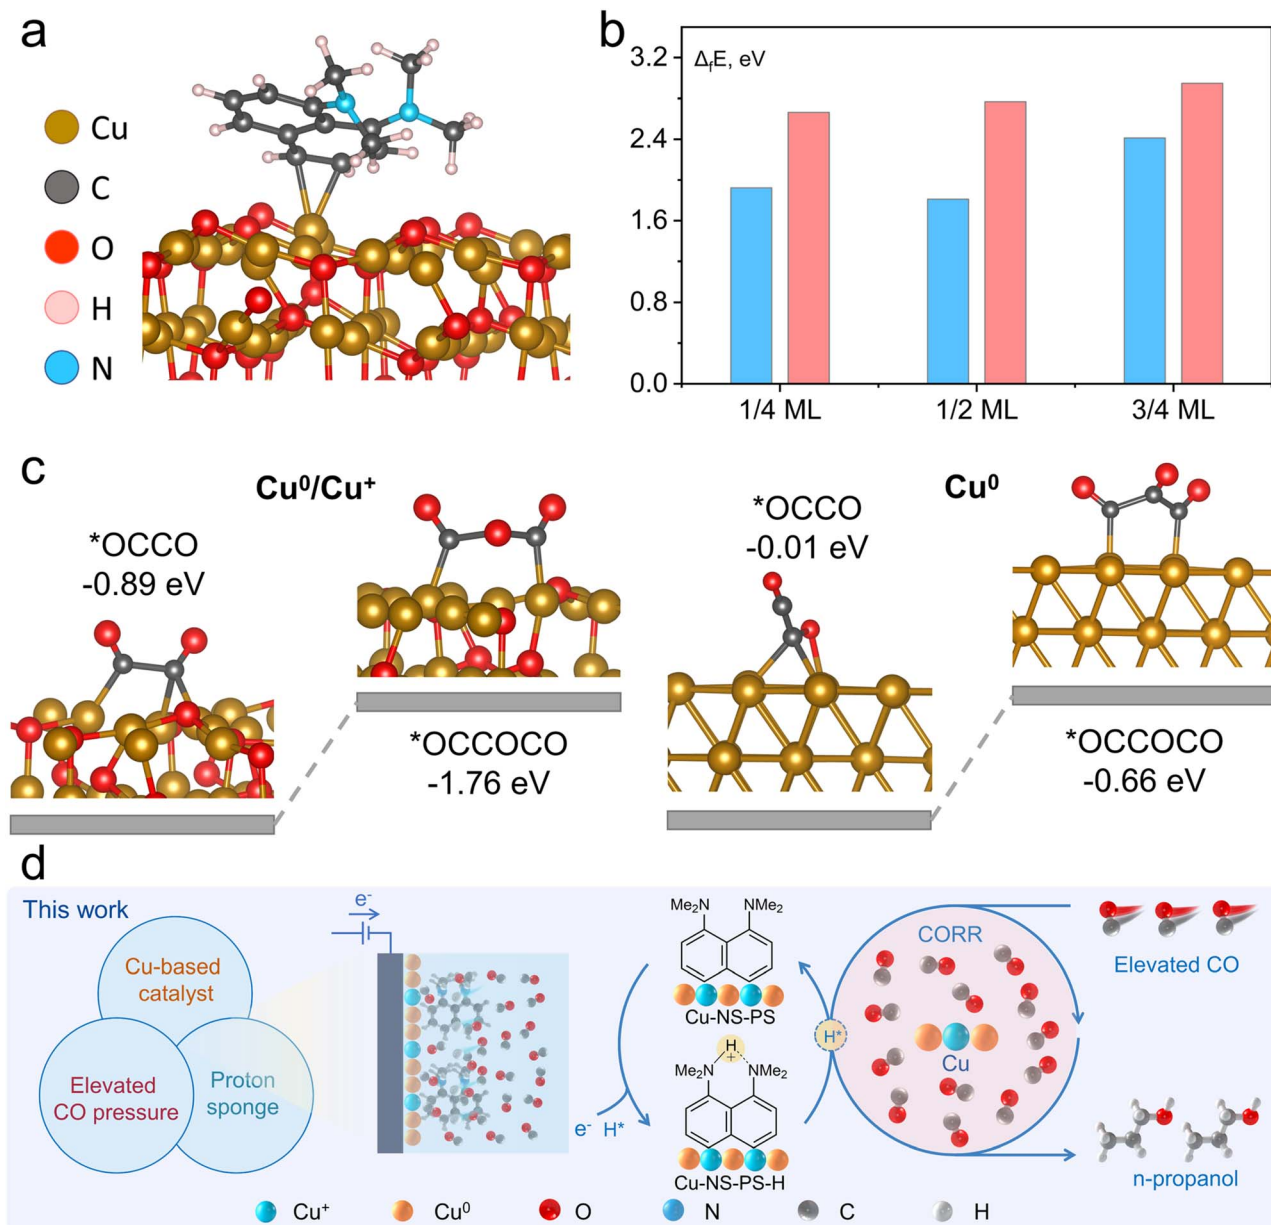 a
Cu
C
O
H
N
b
ΔfE, eV
3.2
2.4
1.6
0.8
0.0
1/4 ML
1/2 ML
3/4 ML
c
Cu⁰/Cu⁺
*OCCO
-0.89 eV
*OCCOCO
-1.76 eV
Cu⁰
*OCCO
-0.01 eV
*OCCOCO
-0.66 eV
d
This work
Cu-based
catalyst
Elevated
CO pressure
Proton
sponge
e⁻
e⁻ H*
Me₂N NMe₂
Cu-NS-PS
H
+
Me₂N NMe₂
Cu-NS-PS-H
H*
CORR
Cu
Elevated CO
n-propanol
Cu⁺
Cu⁰
O
N
C
H